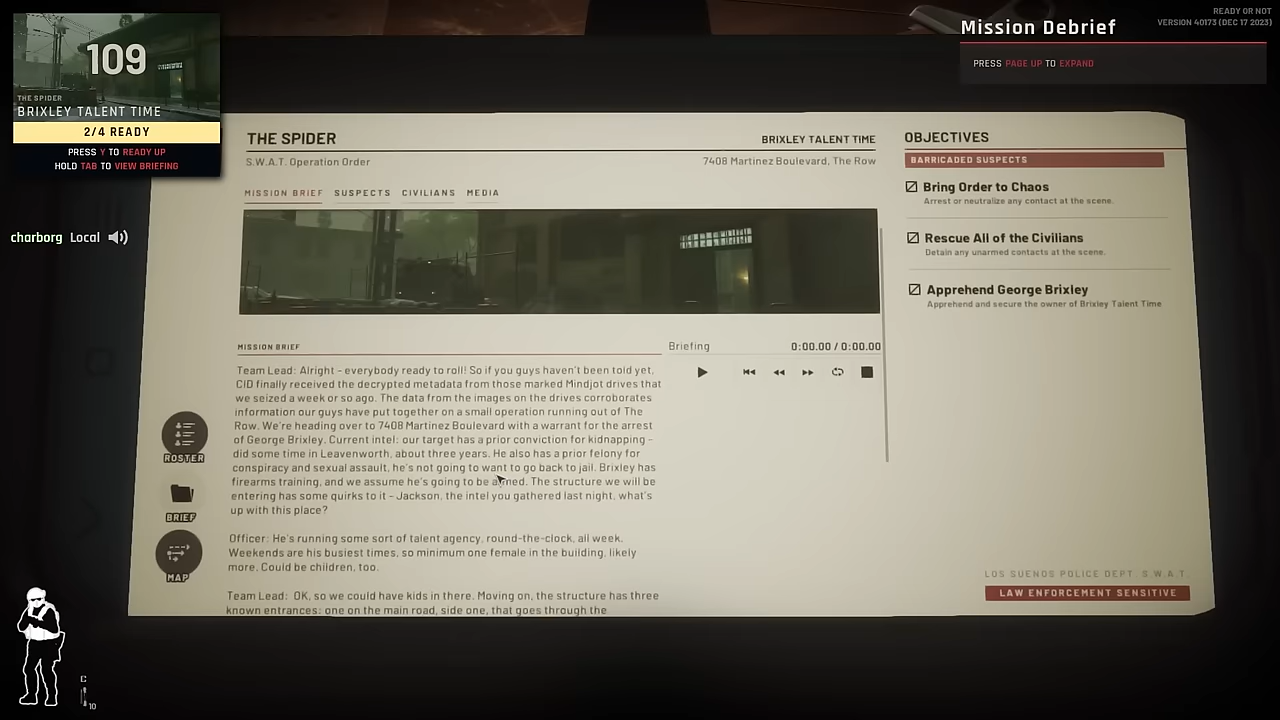 109
THE SPIDER
BRIXLEY TALENT TIME
2/4 READY
PRESS Y TO READY UP
HOLD TAB TO VIEW BRIEFING
charborg Local
READY OR NOT
VERSION 40173 (DEC 17 2023)
Mission Debrief
PRESS PAGE UP TO EXPAND
THE SPIDER
BRIXLEY TALENT TIME
S.W.A.T. Operation Order
7408 Martinez Boulevard, The Row
MISSION BRIEF SUSPECTS CIVILIANS MEDIA
MISSION BRIEF
Team Lead: Alright – everybody ready to roll! So if you guys haven't been told yet,
CID finally received the decrypted metadata from those marked Mindjot drives that
we seized a week or so ago. The data from the images on the drives corroborates
information our guys have put together on a small operation running out of The
Row. We're heading over to 7408 Martinez Boulevard with a warrant for the arrest
of George Brixley. Current intel: our target has a prior conviction for kidnapping –
did some time in Leavenworth, about three years. He also has a prior felony for
conspiracy and sexual assault, he's not going to want to go back to jail. Brixley has
firearms training, and we assume he's going to be armed. The structure we will be
entering has some quirks to it – Jackson, the intel you gathered last night, what's
up with this place?
Officer: He's running some sort of talent agency, round-the-clock, all week.
Weekends are his busiest times, so minimum one female in the building, likely
more. Could be children, too.
Team Lead: OK, so we could have kids in there. Moving on, the structure has three
known entrances: one on the main road, side one, that goes through the
Briefing 0:00.00 / 0:00.00
OBJECTIVES
BARRICADED SUSPECTS
Bring Order to Chaos
Arrest or neutralize any contact at the scene.
Rescue All of the Civilians
Detain any unarmed contacts at the scene.
Apprehend George Brixley
Apprehend and secure the owner of Brixley Talent Time
LOS SUENOS POLICE DEPT. S.W.A.T.
LAW ENFORCEMENT SENSITIVE
ROSTER
BRIEF
MAP
C
10